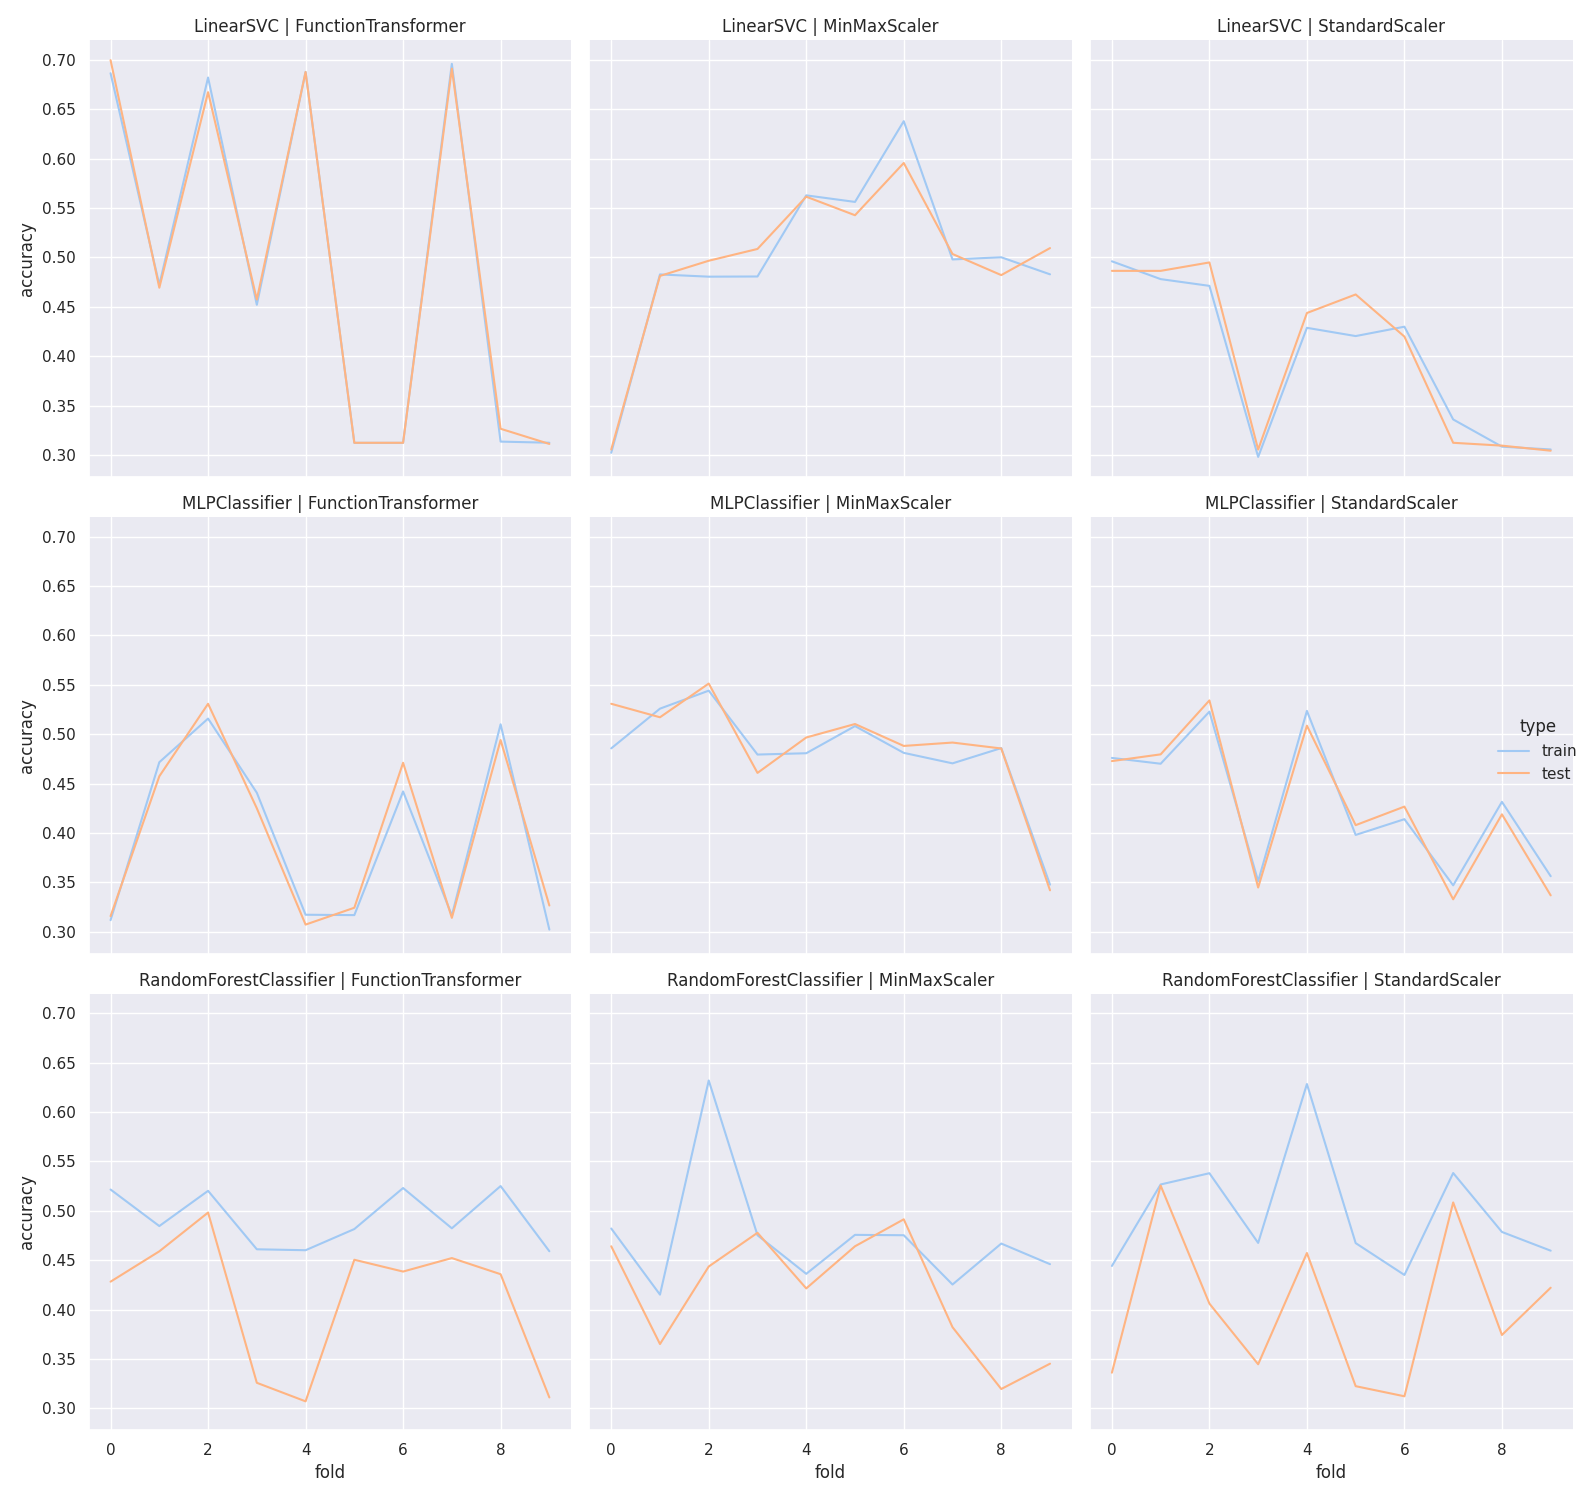 LinearSVC | FunctionTransformer
LinearSVC | MinMaxScaler
LinearSVC | StandardScaler
0.70
0.65
0.60
0.55
0.50
0.45
0.40
0.35
0.30
accuracy
MLPClassifier | FunctionTransformer
MLPClassifier | MinMaxScaler
MLPClassifier | StandardScaler
0.70
0.65
0.60
0.55
0.50
0.45
0.40
0.35
0.30
accuracy
type
train
test
RandomForestClassifier | FunctionTransformer
RandomForestClassifier | MinMaxScaler
RandomForestClassifier | StandardScaler
0.70
0.65
0.60
0.55
0.50
0.45
0.40
0.35
0.30
accuracy
0 2 4 6 8
0 2 4 6 8
0 2 4 6 8
fold
fold
fold